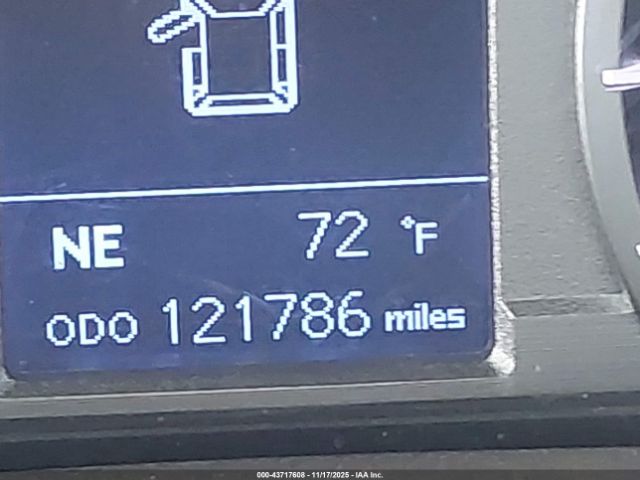 NE 72 °F
ODO 121786 miles
000-43717608 - 11/17/2025 - IAA Inc.